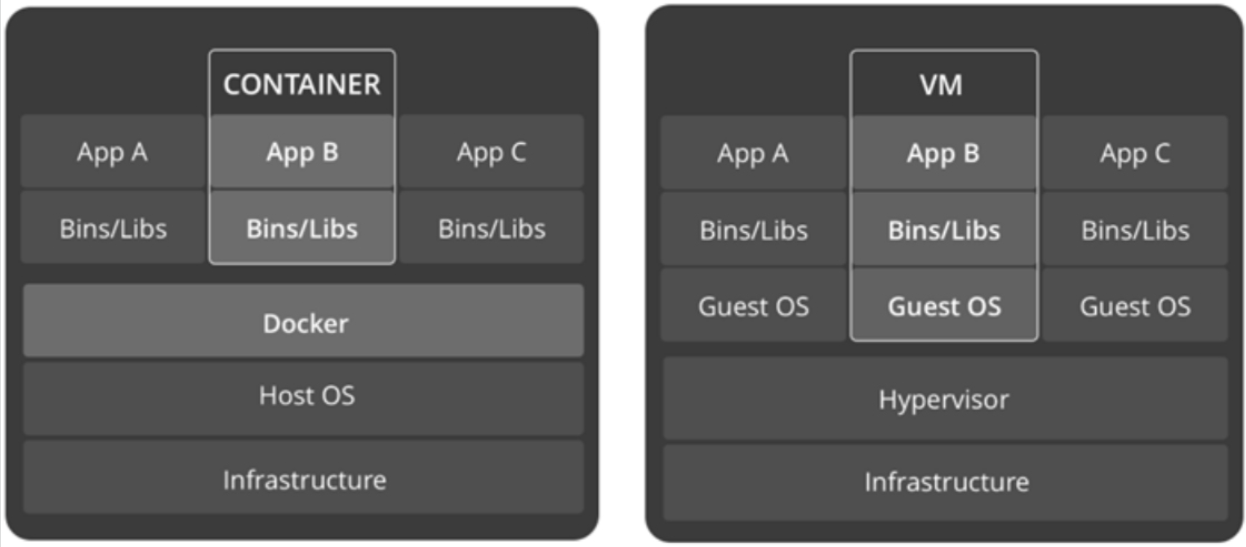 CONTAINER
App A App B App C
Bins/Libs Bins/Libs Bins/Libs
Docker
Host OS
Infrastructure
VM
App A App B App C
Bins/Libs Bins/Libs Bins/Libs
Guest OS Guest OS Guest OS
Hypervisor
Infrastructure